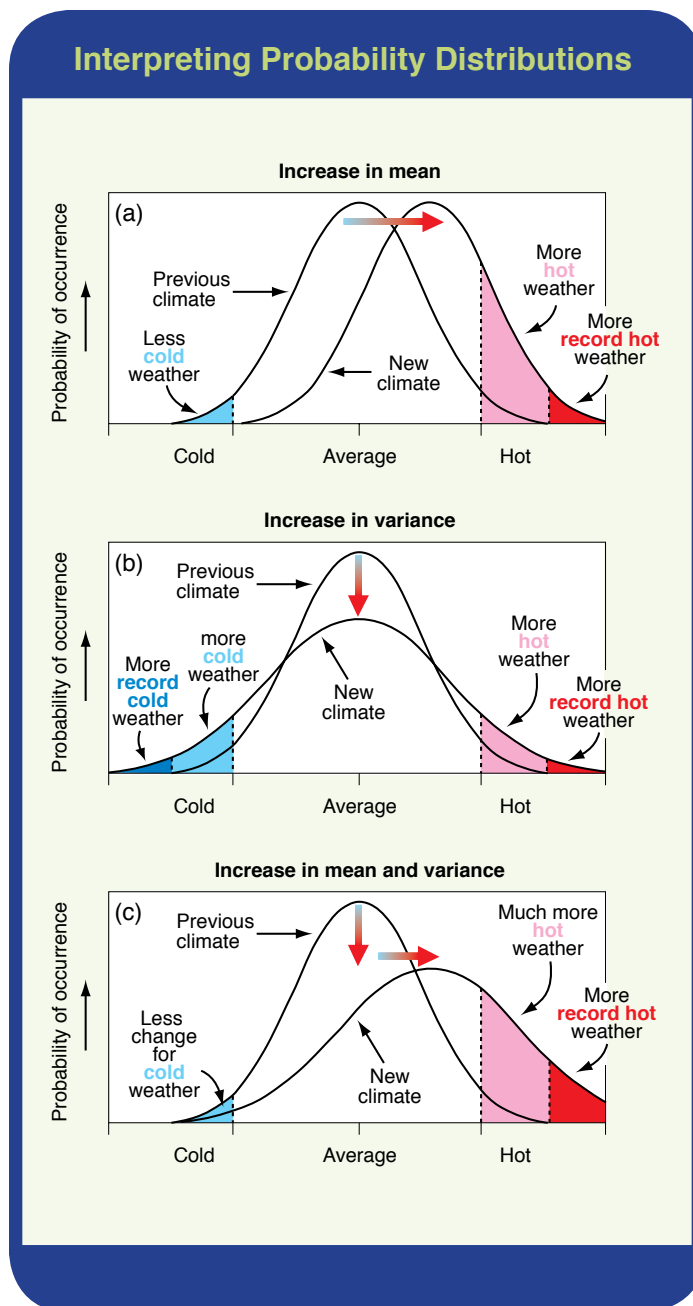 Interpreting Probability Distributions
Increase in mean
(a)
Probability of occurrence
Previous
climate
Less
cold
weather
New
climate
More
hot
weather
More
record hot
weather
Cold
Average
Hot
Increase in variance
(b)
Probability of occurrence
Previous
climate
more
cold
weather
More
record
cold
weather
New
climate
More
hot
weather
More
record hot
weather
Cold
Average
Hot
Increase in mean and variance
(c)
Probability of occurrence
Previous
climate
Less
change
for
cold
weather
New
climate
Much more
hot
weather
More
record hot
weather
Cold
Average
Hot